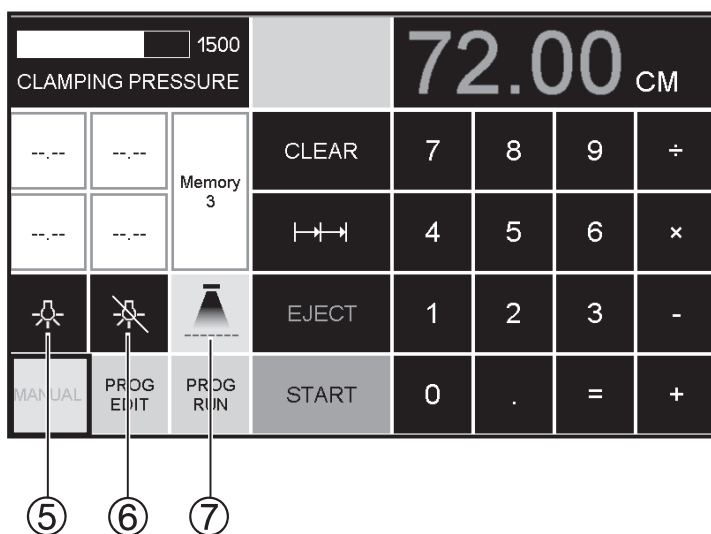 1500
CLAMPING PRESSURE
72.00 CM
--.-- --.-- Memory CLEAR 7 8 9 ÷
3
--.-- --.-- 4 5 6 ×
EJECT 1 2 3 -
MANUAL PROG PROG START 0 . = +
EDIT RUN
5 6 7